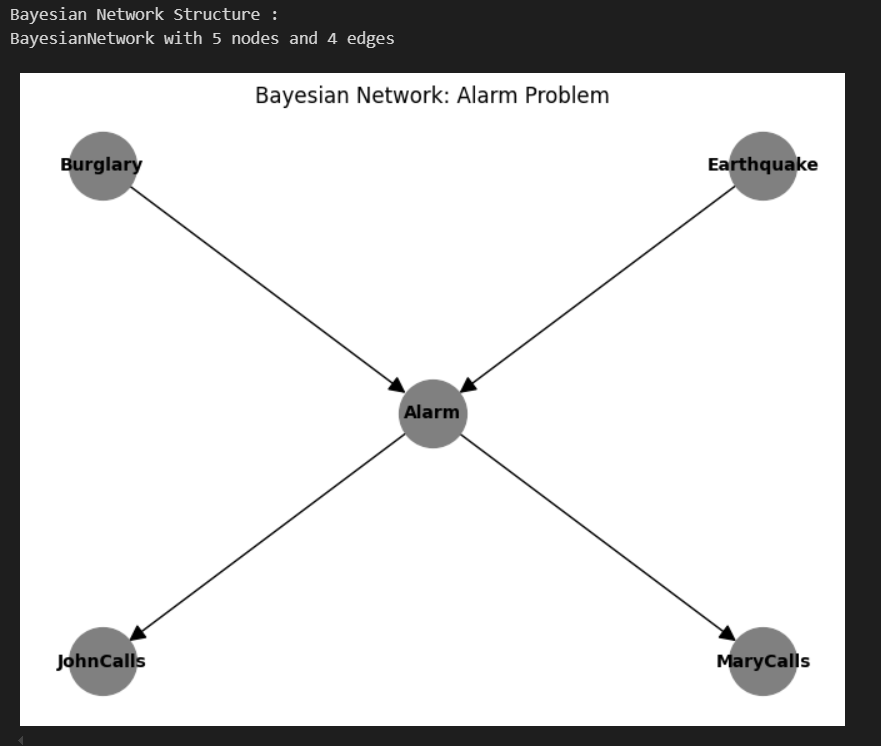 Bayesian Network Structure :
BayesianNetwork with 5 nodes and 4 edges
Bayesian Network: Alarm Problem
Burglary
Earthquake
Alarm
JohnCalls
MaryCalls